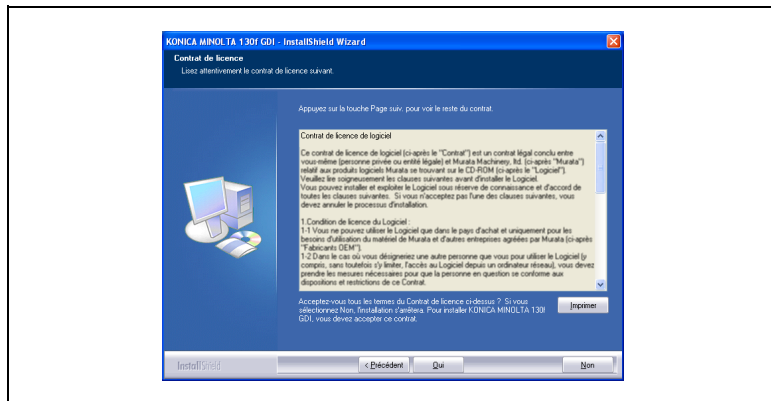 KONICA MINOLTA 130f GDI - InstallShield Wizard
Contrat de licence
Lisez attentivement le contrat de licence suivant.
Appuyez sur la touche Page suiv. pour voir le reste du contrat.
Contrat de licence de logiciel
Ce contrat de licence de logiciel (ci-après le "Contrat") est un contrat légal conclu entre
vous-même (personne privée ou entité légale) et Murata Machinery, ltd. (ci-après "Murata")
relatif aux produits logiciels Murata se trouvant sur le CD-ROM (ci-après le "Logiciel").
Veuillez lire soigneusement les clauses suivantes avant d'installer le Logiciel.
Vous pouvez installer et exploiter le Logiciel sous réserve de connaissance et d'accord de
toutes les clauses suivantes. Si vous n'acceptez pas l'une des clauses suivantes, vous
devez annuler le processus d'installation.
1.Condition de licence du Logiciel :
1-1 Vous ne pouvez utiliser le Logiciel que dans le pays d'achat et uniquement pour les
besoins d'utilisation du matériel de Murata et d'autres entreprises agréées par Murata (ci-après
"Fabricants OEM").
1-2 Dans le cas où vous désigneriez une autre personne que vous pour utiliser le Logiciel (y
compris, sans toutefois s'y limiter, l'accès au Logiciel depuis un ordinateur réseau), vous devez
prendre les mesures nécessaires pour que la personne en question se conforme aux
dispositions et restrictions de ce Contrat.
Acceptez-vous tous les termes du Contrat de licence ci-dessus ? Si vous
sélectionnez Non, l'installation s'arrêtera. Pour installer KONICA MINOLTA 130f
GDI, vous devez accepter ce contrat.
Imprimer
InstallShield
< Précédent
Oui
Non